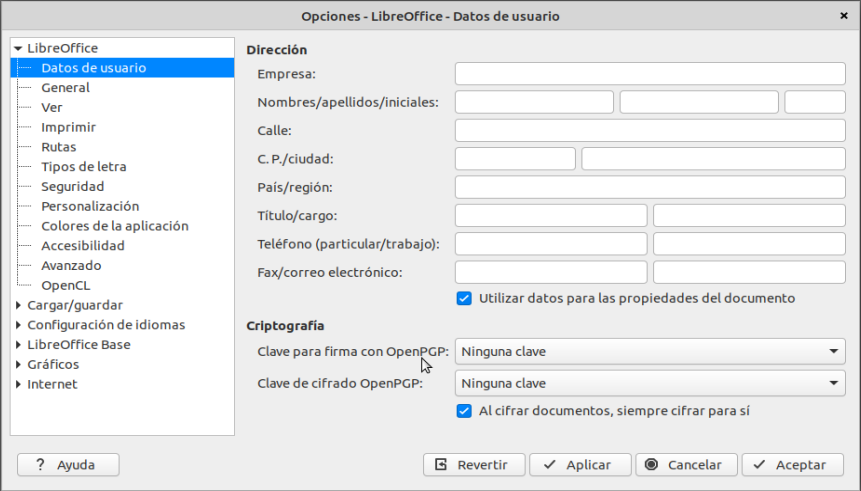 Opciones - LibreOffice - Datos de usuario
LibreOffice
Datos de usuario
General
Ver
Imprimir
Rutas
Tipos de letra
Seguridad
Personalización
Colores de la aplicación
Accesibilidad
Avanzado
OpenCL
Cargar/guardar
Configuración de idiomas
LibreOffice Base
Gráficos
Internet
Dirección
Empresa:
Nombres/apellidos/iniciales:
Calle:
C. P./ciudad:
País/región:
Título/cargo:
Teléfono (particular/trabajo):
Fax/correo electrónico:
Utilizar datos para las propiedades del documento
Criptografía
Clave para firma con OpenPGP: Ninguna clave
Clave de cifrado OpenPGP: Ninguna clave
Al cifrar documentos, siempre cifrar para sí
? Ayuda Revertir Aplicar Cancelar Aceptar